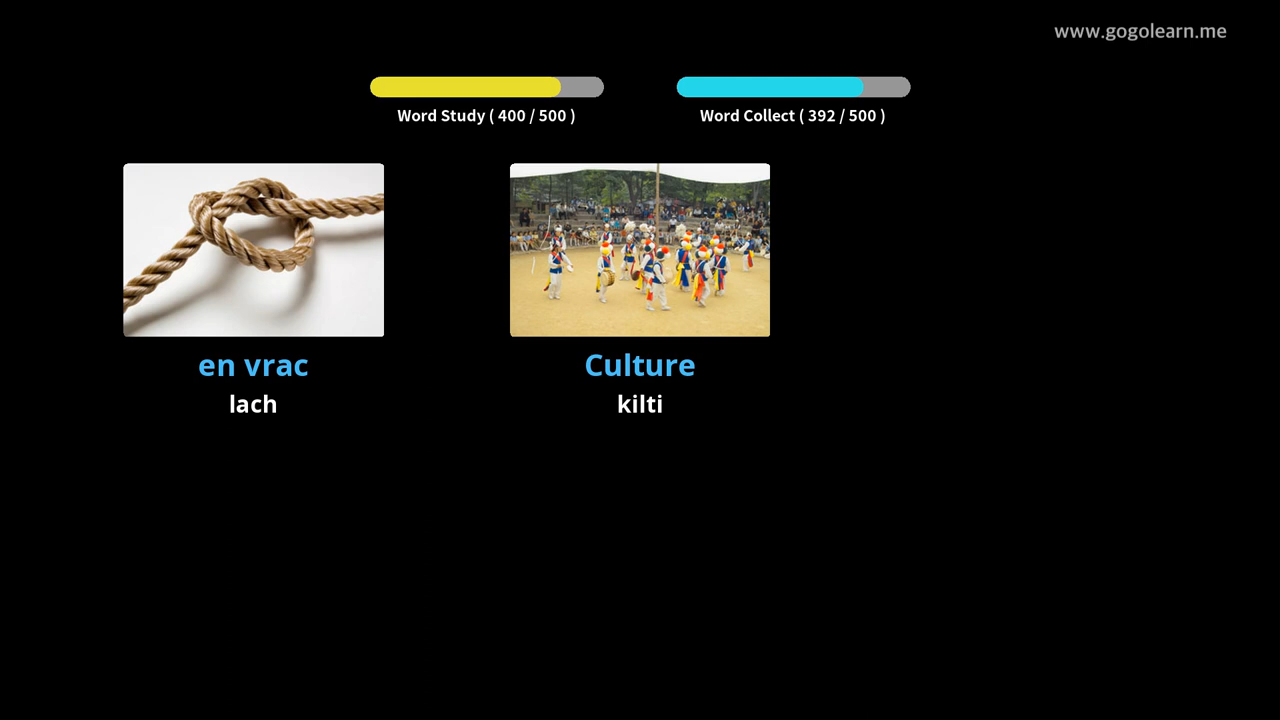 www.gogolearn.me
Word Study ( 400 / 500 )
Word Collect ( 392 / 500 )
en vrac
lach
Culture
kilti